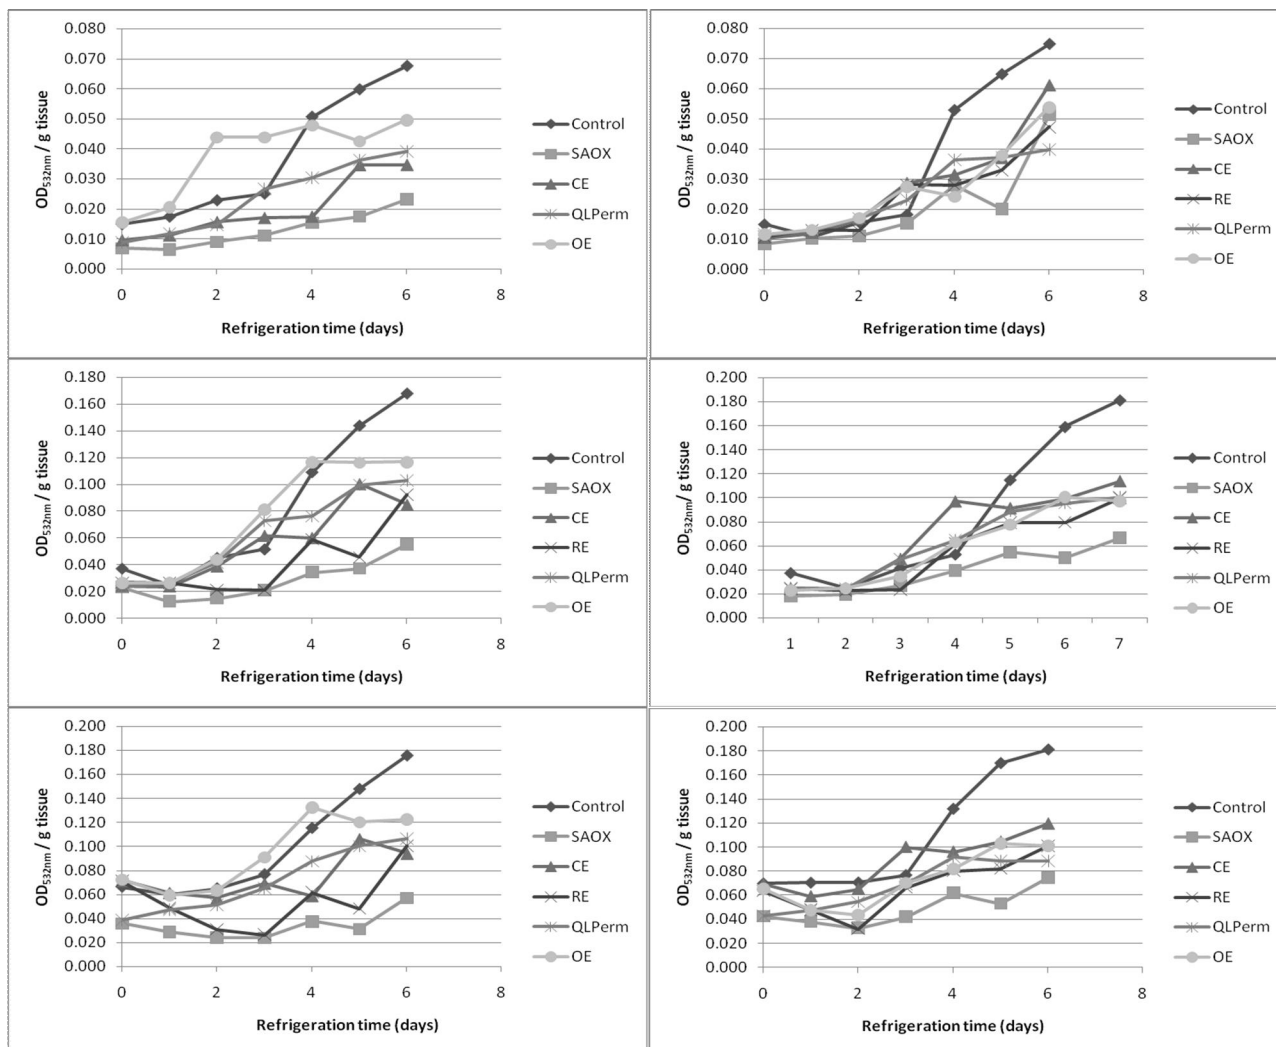 0.080
0.070
0.060
0.050
0.040
0.030
0.020
0.010
0.000
OD532nm / g tissue
0 2 4 6 8
Refrigeration time (days)
Control
SAOX
CE
QLPerm
OE
0.080
0.070
0.060
0.050
0.040
0.030
0.020
0.010
0.000
OD532nm / g tissue
0 2 4 6 8
Refrigeration time (days)
Control
SAOX
CE
RE
QLPerm
OE
0.180
0.160
0.140
0.120
0.100
0.080
0.060
0.040
0.020
0.000
OD532nm / g tissue
0 2 4 6 8
Refrigeration time (days)
Control
SAOX
CE
RE
QLPerm
OE
0.200
0.180
0.160
0.140
0.120
0.100
0.080
0.060
0.040
0.020
0.000
OD532nm / g tissue
1 2 3 4 5 6 7
Refrigeration time (days)
Control
SAOX
CE
RE
QLPerm
OE
0.200
0.180
0.160
0.140
0.120
0.100
0.080
0.060
0.040
0.020
0.000
OD532nm / g tissue
0 2 4 6 8
Refrigeration time (days)
Control
SAOX
CE
RE
QLPerm
OE
0.200
0.180
0.160
0.140
0.120
0.100
0.080
0.060
0.040
0.020
0.000
OD532nm / g tissue
0 2 4 6 8
Refrigeration time (days)
Control
SAOX
CE
RE
QLPerm
OE